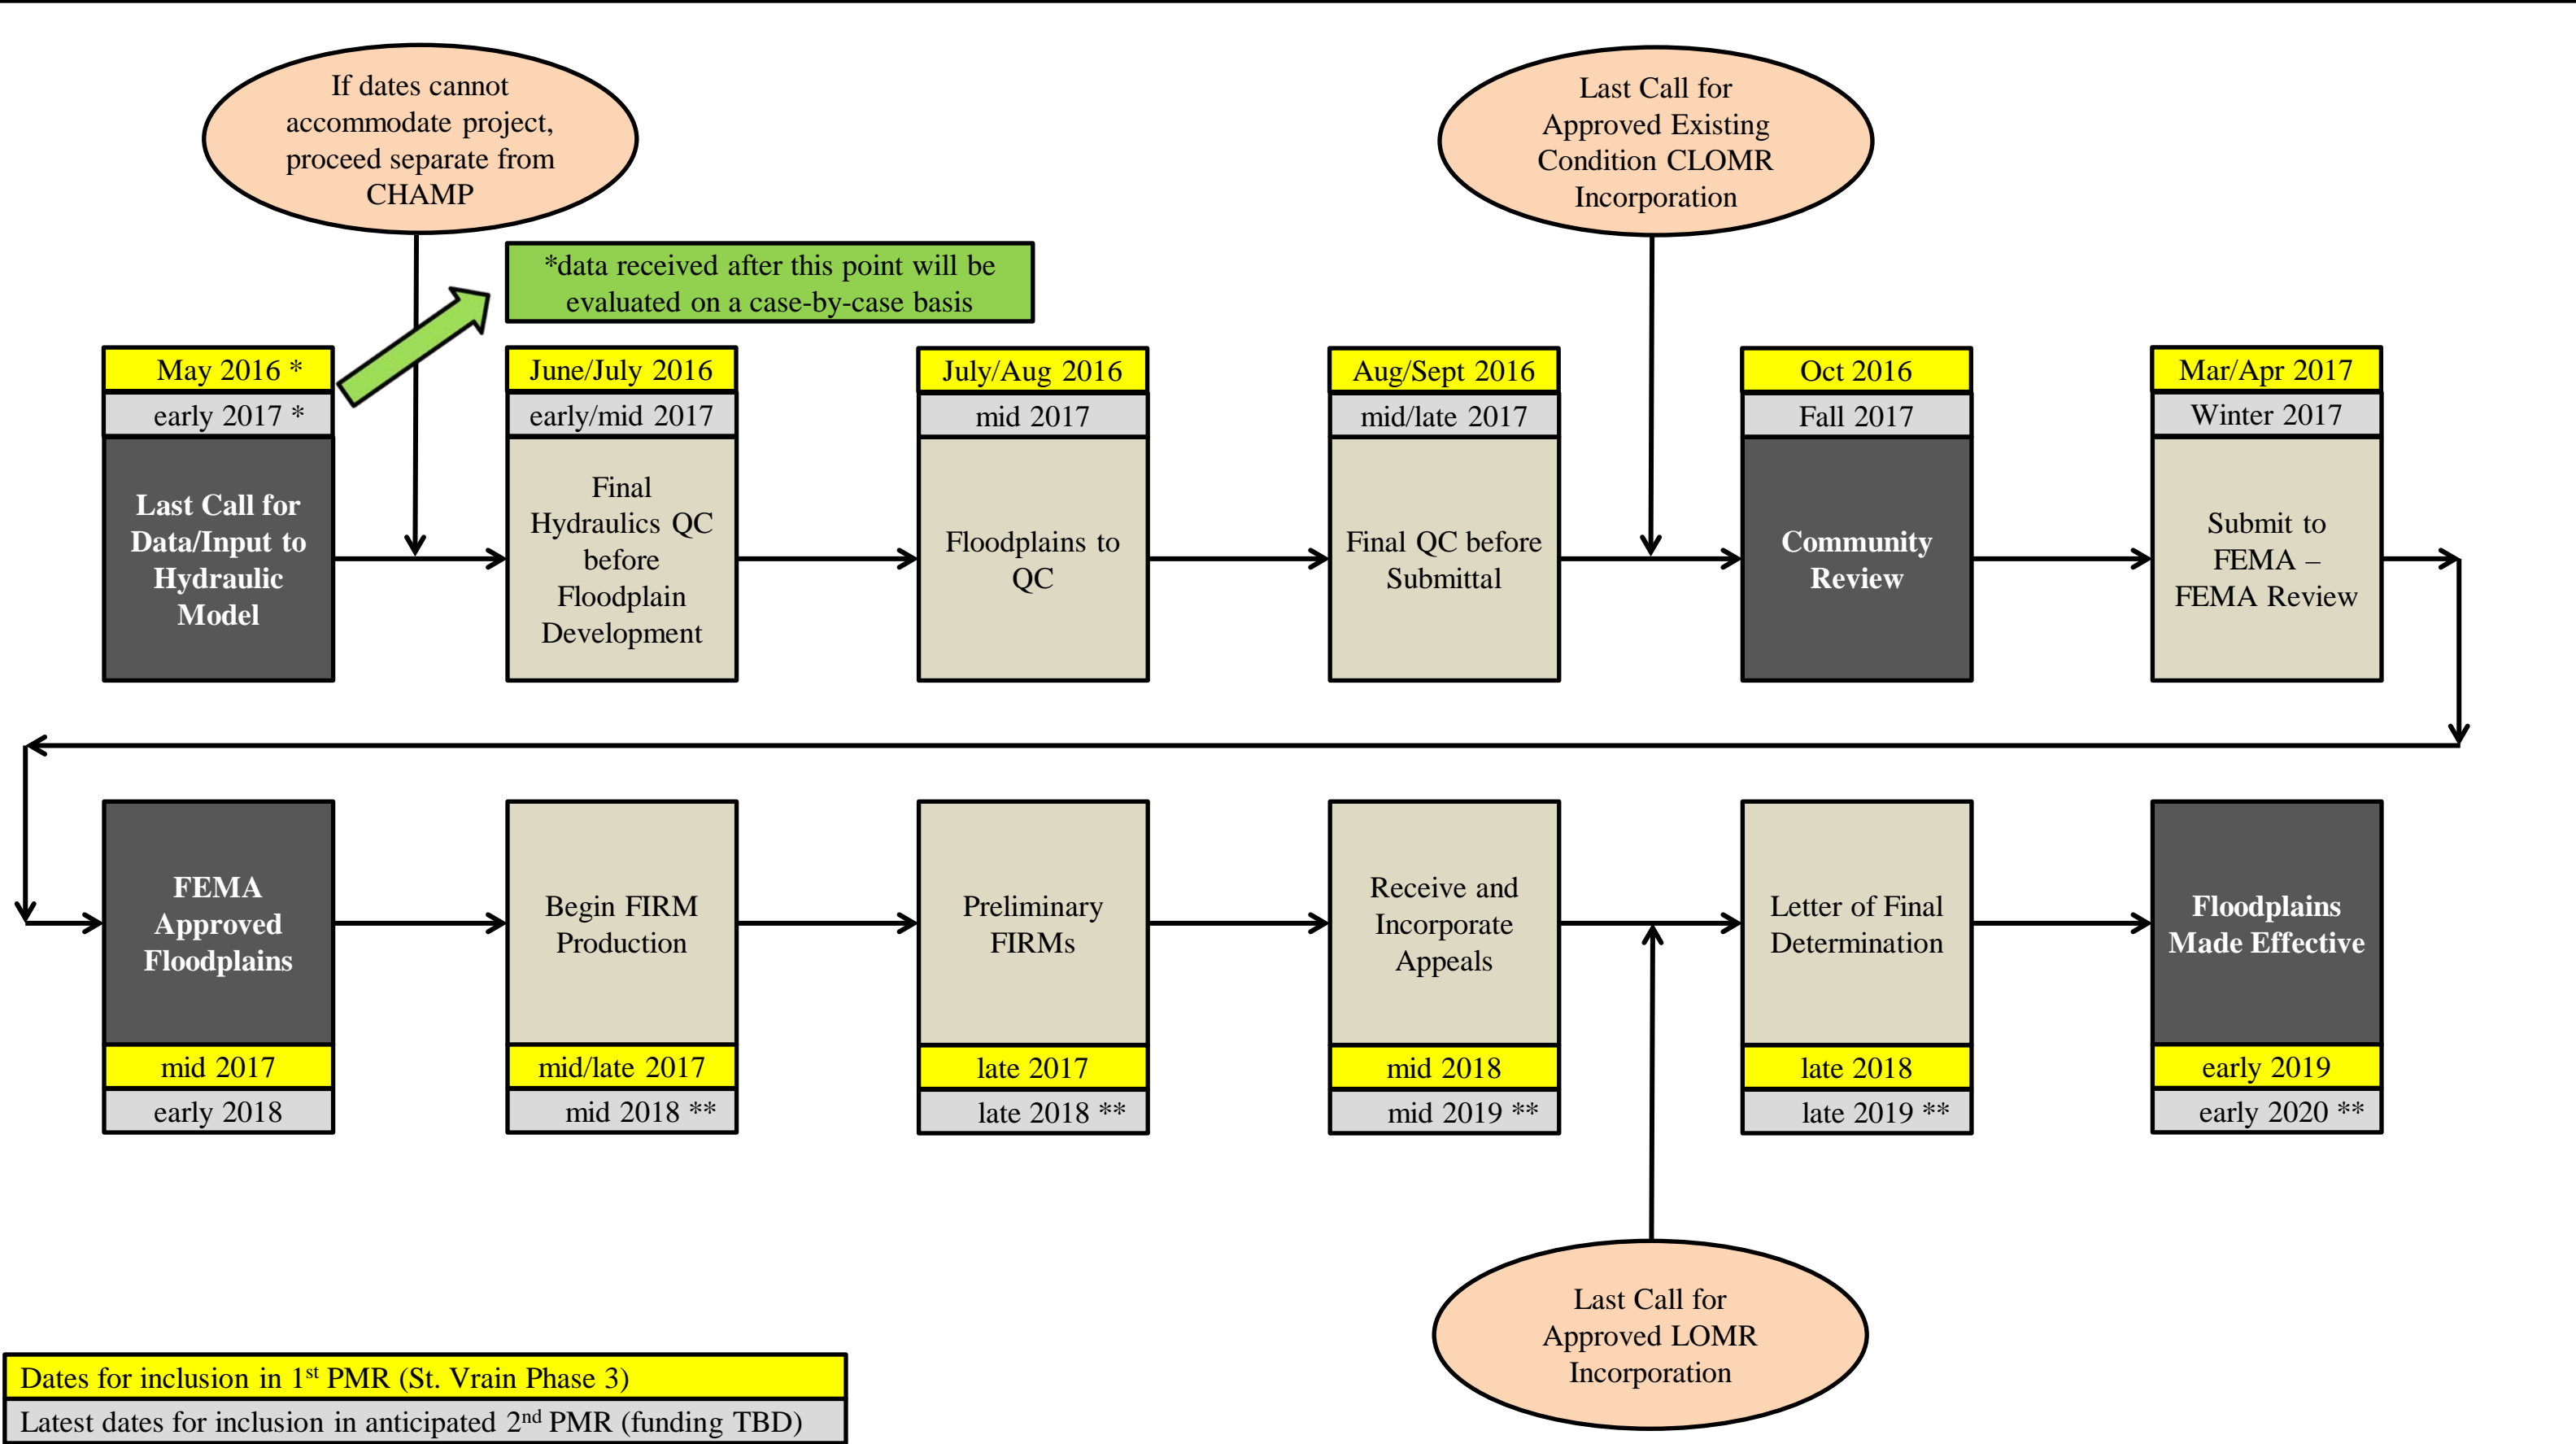 If dates cannot
accommodate project,
proceed separate from
CHAMP
Last Call for
Approved Existing
Condition CLOMR
Incorporation
*data received after this point will be
evaluated on a case-by-case basis
May 2016 *
early 2017 *
Last Call for
Data/Input to
Hydraulic
Model
June/July 2016
early/mid 2017
Final
Hydraulics QC
before
Floodplain
Development
July/Aug 2016
mid 2017
Floodplains to
QC
Aug/Sept 2016
mid/late 2017
Final QC before
Submittal
Oct 2016
Fall 2017
Community
Review
Mar/Apr 2017
Winter 2017
Submit to
FEMA –
FEMA Review
FEMA
Approved
Floodplains
mid 2017
early 2018
Begin FIRM
Production
mid/late 2017
mid 2018 **
Preliminary
FIRMs
late 2017
late 2018 **
Receive and
Incorporate
Appeals
mid 2018
mid 2019 **
Letter of Final
Determination
late 2018
late 2019 **
Floodplains
Made Effective
early 2019
early 2020 **
Last Call for
Approved LOMR
Incorporation
Dates for inclusion in 1st PMR (St. Vrain Phase 3)
Latest dates for inclusion in anticipated 2nd PMR (funding TBD)